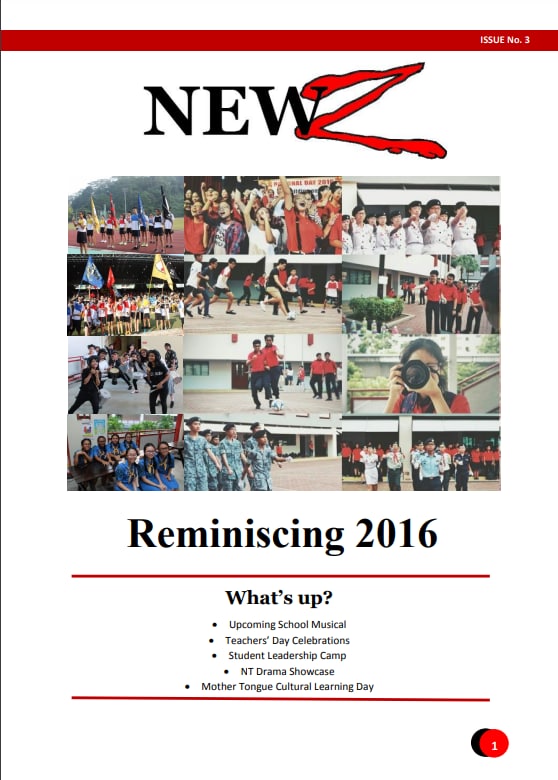 ISSUE No. 3
NEWZ
Reminiscing 2016
What's up?
• Upcoming School Musical
• Teachers' Day Celebrations
• Student Leadership Camp
• NT Drama Showcase
• Mother Tongue Cultural Learning Day
1